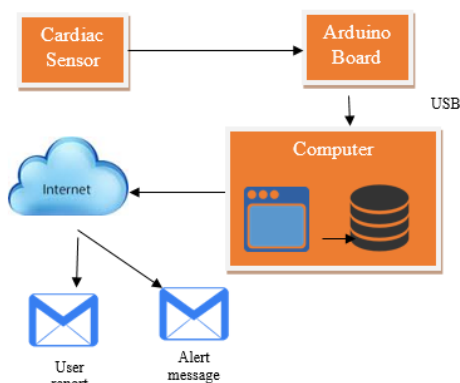 Cardiac
Sensor
Arduino
Board
USB
Computer
Internet
User
Alert
message